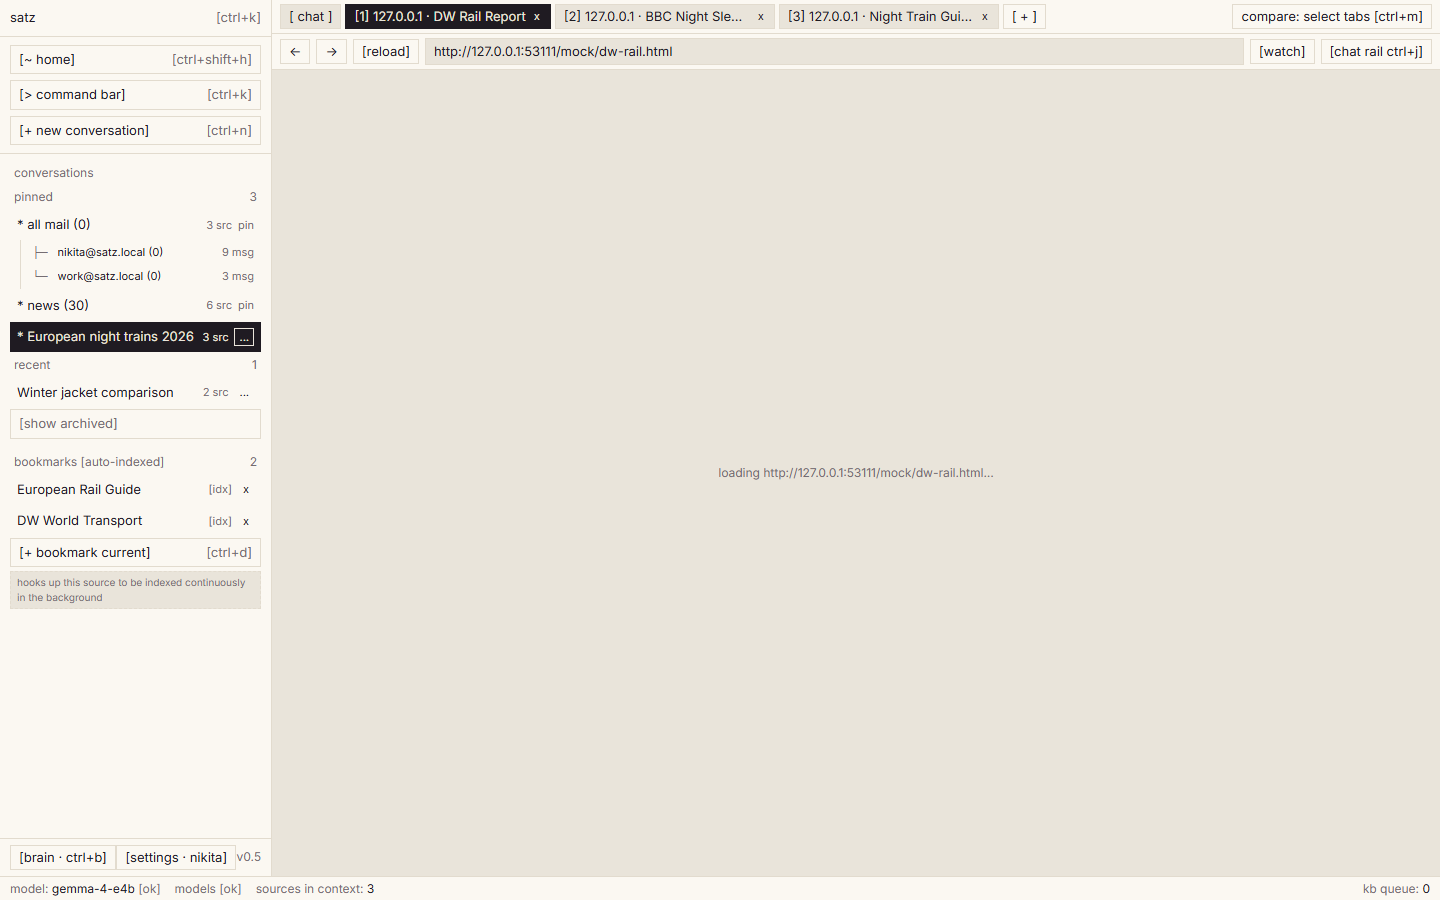 satz [ctrl+k]
[~ home] [ctrl+shift+h]
[> command bar] [ctrl+k]
[+ new conversation] [ctrl+n]
conversations
pinned 3
* all mail (0) 3 src pin
├─ nikita@satz.local (0) 9 msg
└─ work@satz.local (0) 3 msg
* news (30) 6 src pin
* European night trains 2026 3 src ...
recent 1
Winter jacket comparison 2 src ...
[show archived]
bookmarks [auto-indexed] 2
European Rail Guide [idx] x
DW World Transport [idx] x
[+ bookmark current] [ctrl+d]
hooks up this source to be indexed continuously
in the background
[brain · ctrl+b] [settings · nikita] v0.5
[ chat ] [1] 127.0.0.1 · DW Rail Report x [2] 127.0.0.1 · BBC Night Sle... x [3] 127.0.0.1 · Night Train Gui... x [ + ] compare: select tabs [ctrl+m]
← → [reload] http://127.0.0.1:53111/mock/dw-rail.html [watch] [chat rail ctrl+j]
loading http://127.0.0.1:53111/mock/dw-rail.html...
model: gemma-4-e4b [ok] models [ok] sources in context: 3 kb queue: 0